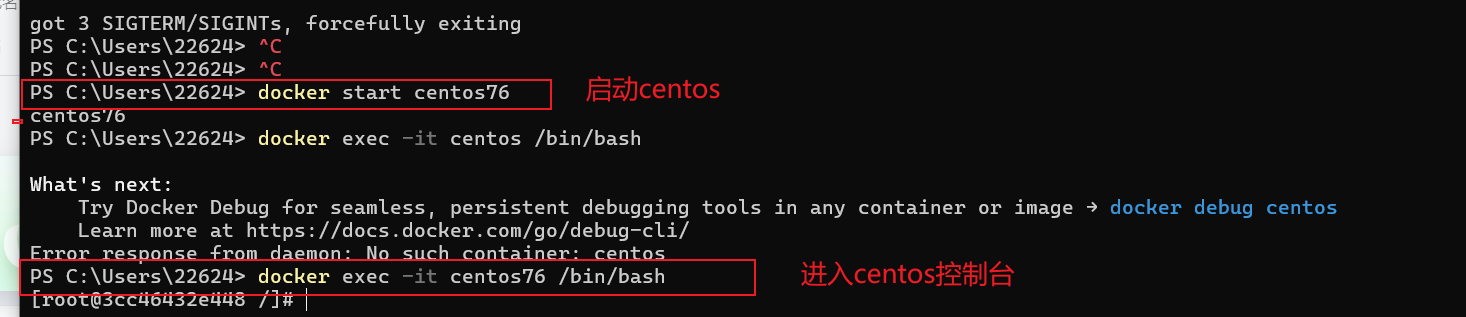 got 3 SIGTERM/SIGINTs, forcefully exiting
PS C:\Users\22624> ^C
PS C:\Users\22624> ^C
PS C:\Users\22624> docker start centos76
启动centos
centos76
PS C:\Users\22624> docker exec -it centos /bin/bash
What's next:
Try Docker Debug for seamless, persistent debugging tools in any container or image → docker debug centos
Learn more at https://docs.docker.com/go/debug-cli/
Error response from daemon: No such container: centos
PS C:\Users\22624> docker exec -it centos76 /bin/bash
进入centos控制台
[root@3cc46432e448 /]#